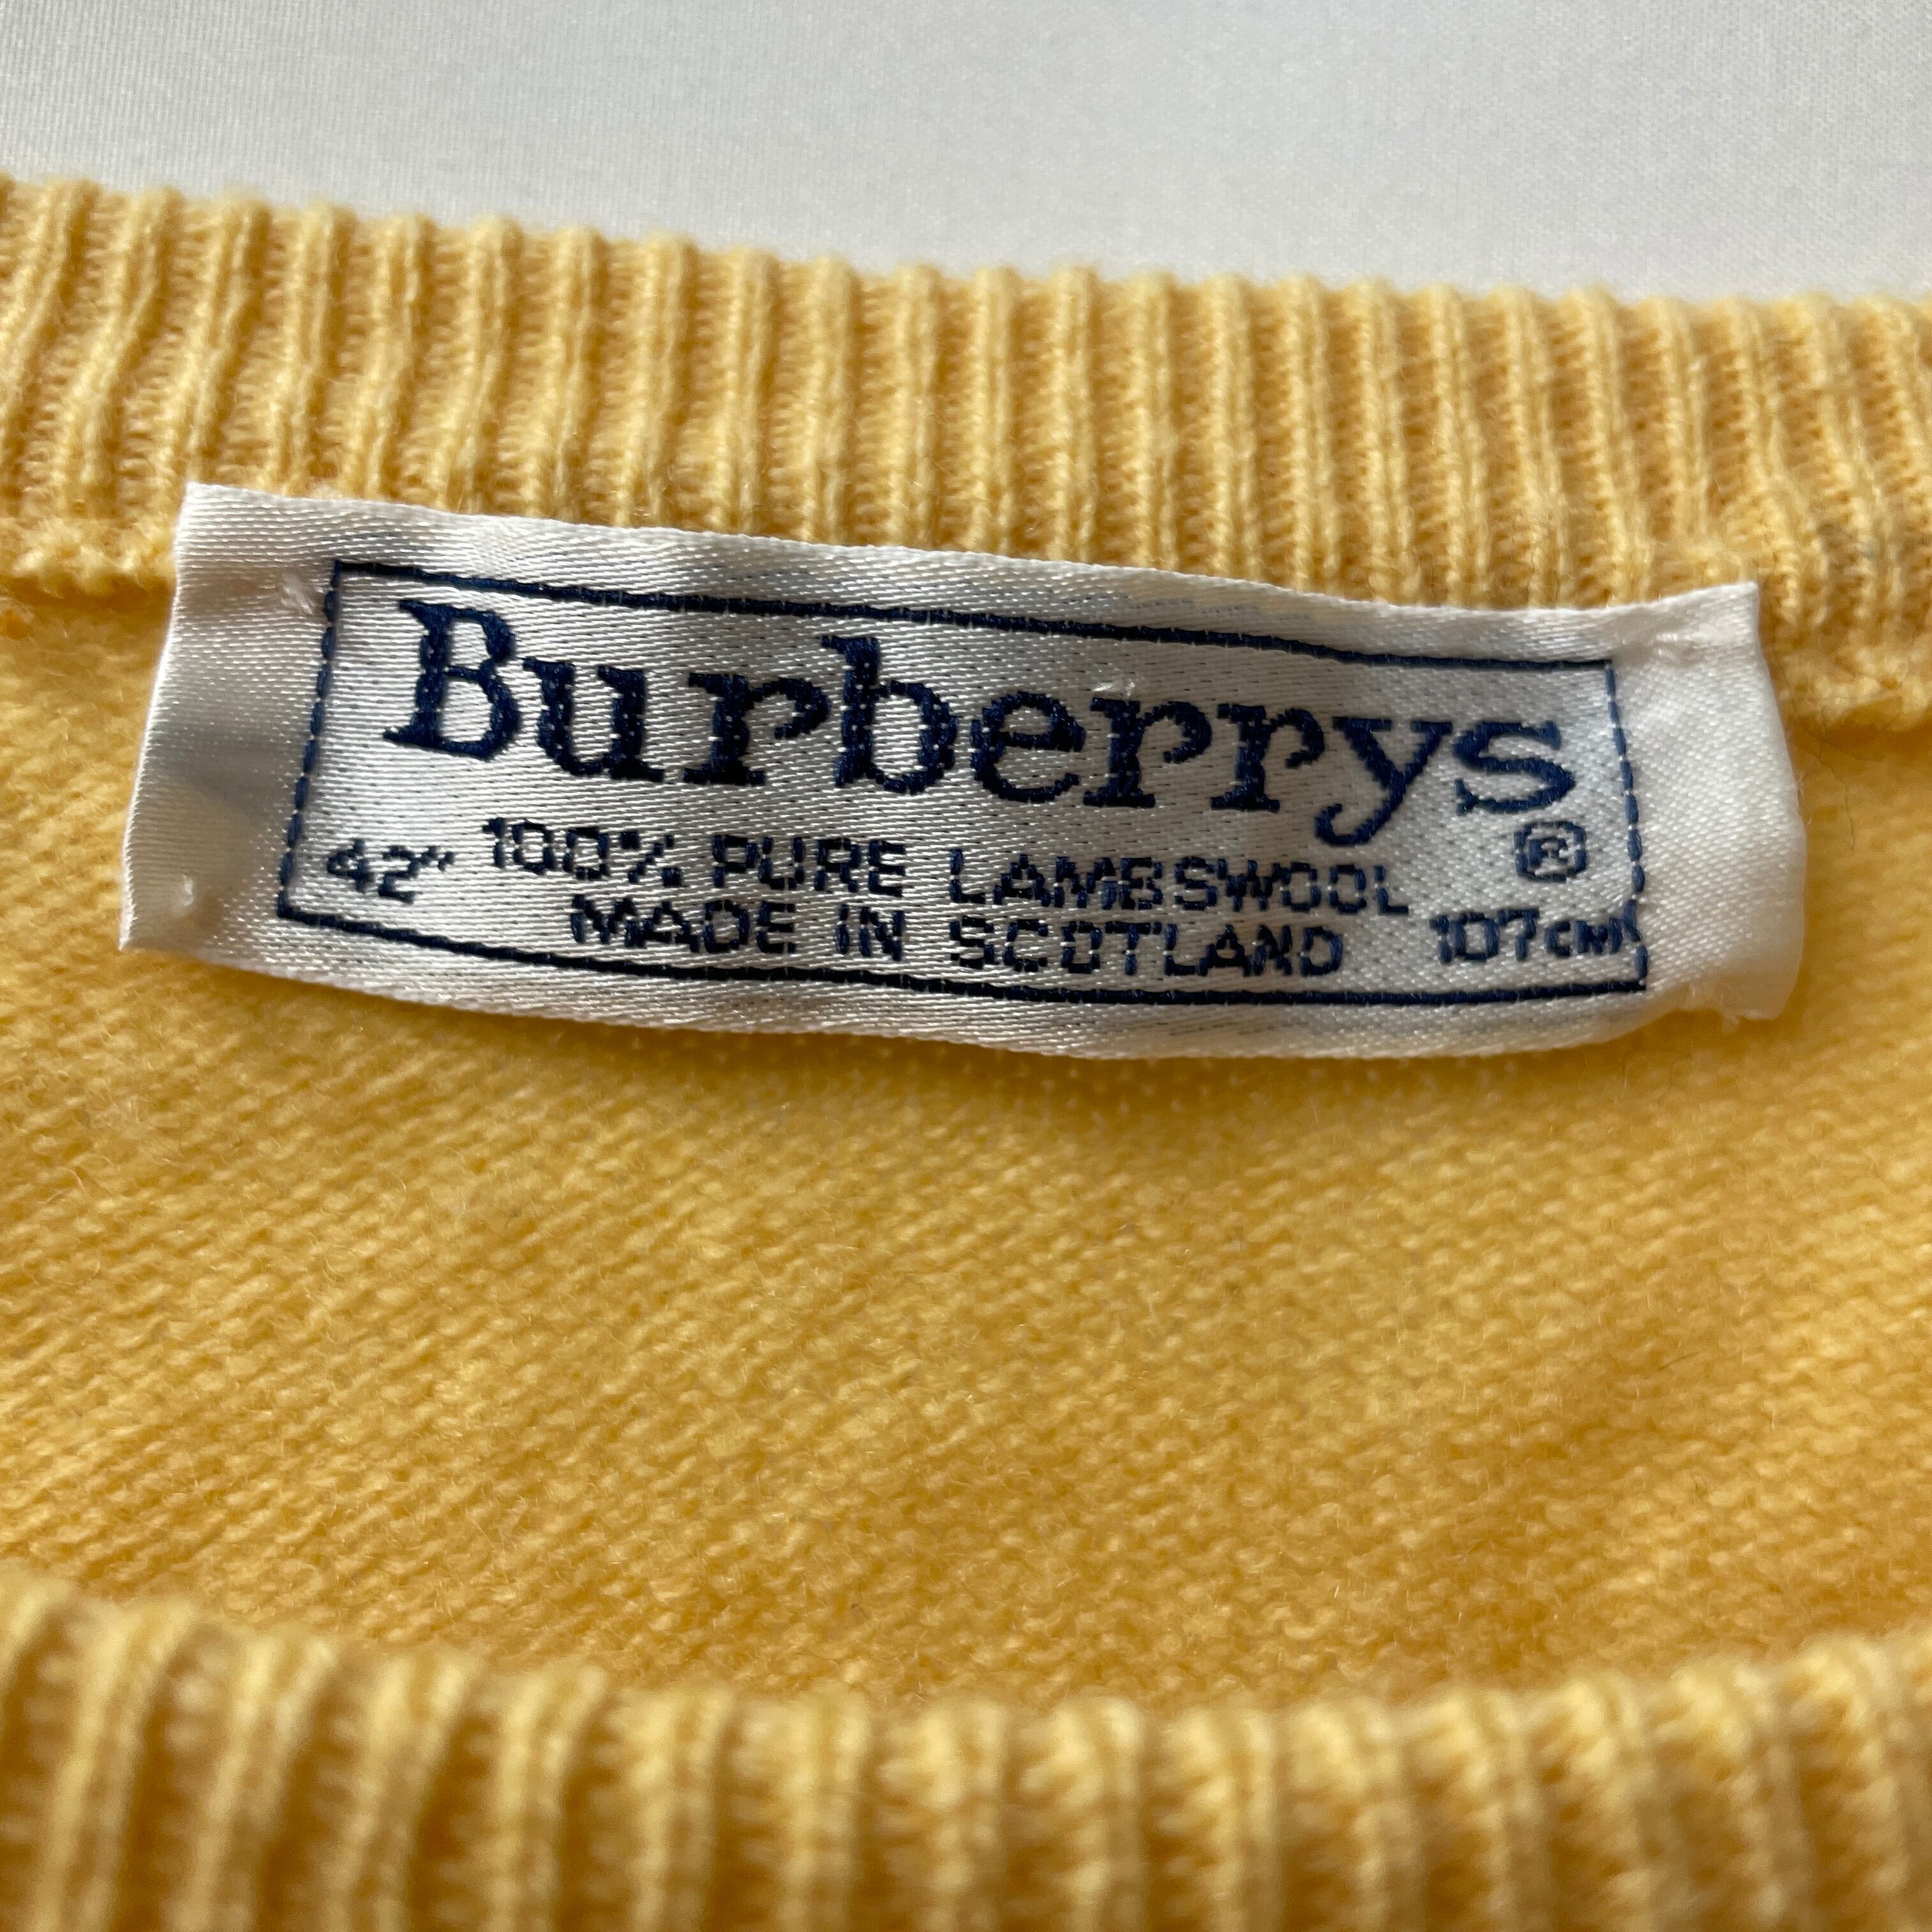 Burberrys
®
42" 100% PURE LAMBSWOOL
MADE IN SCOTLAND 107CM